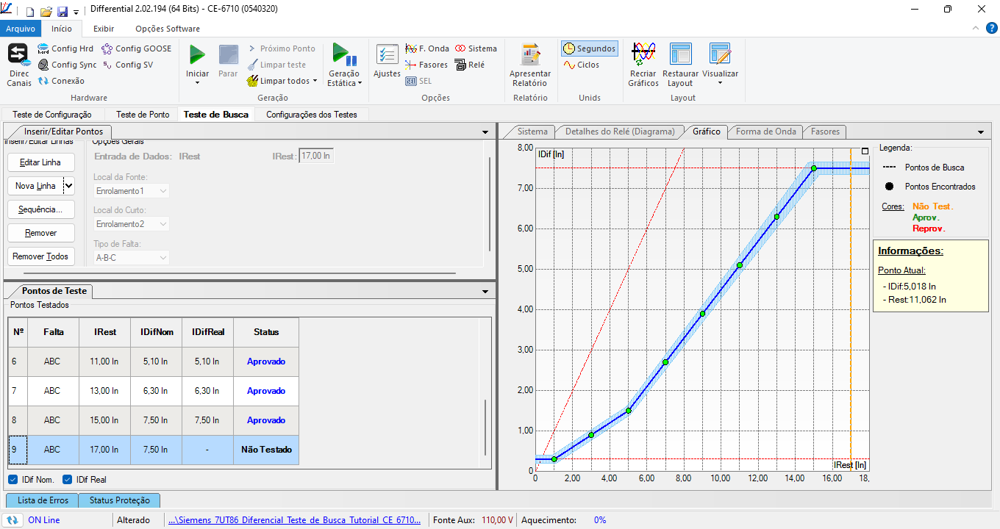 Differential 2.02.194 (64 Bits) - CE-6710 (0540320)
Arquivo Início Exibir Opções Software
Direc Canais
Config Hrd Config GOOSE
Config Sync Config SV
Conexão
Hardware
Iniciar Parar
Próximo Ponto
Limpar teste
Limpar todos
Geração Estática
Geração
Ajustes
F. Onda Sistema
Fasores Relé
SEL
Opções
Apresentar Relatório
Relatório
Segundos
Ciclos
Unids
Recriar Gráficos Restaurar Layout Visualizar
Layout
Teste de Configuração Teste de Ponto Teste de Busca Configurações dos Testes
Inserir/Editar Pontos
Inserir/Editar Linhas Opções Gerais
Editar Linha
Nova Linha
Sequência...
Remover
Remover Todos
Entrada de Dados: IRest IRest: 17,00 In
Local da Fonte:
Enrolamento1
Local do Curto:
Enrolamento2
Tipo de Falta:
A-B-C
Pontos de Teste
Pontos Testados
Nº Falta IRest IDifNom IDifReal Status
6 ABC 11,00 In 5,10 In 5,10 In Aprovado
7 ABC 13,00 In 6,30 In 6,30 In Aprovado
8 ABC 15,00 In 7,50 In 7,50 In Aprovado
9 ABC 17,00 In 7,50 In - Não Testado
IDif Nom. IDif Real
Sistema Detalhes do Relé (Diagrama) Gráfico Forma de Onda Fasores
IDif [In]
8,00
7,00
6,00
5,00
4,00
3,00
2,00
1,00
0
IRest [In]
0,00 2,00 4,00 6,00 8,00 10,00 12,00 14,00 16,00 18,
Legenda:
Pontos de Busca
Pontos Encontrados
Cores: Não Test.
Aprov.
Reprov.
Informações:
Ponto Atual:
- IDif:5,018 In
- Rest:11,062 In
Lista de Erros Status Proteção
ON Line Alterado ...\Siemens_7UT86_Diferencial_Teste_de_Busca_Tutorial_CE_6710... Fonte Aux: 110,00 V Aquecimento: 0%